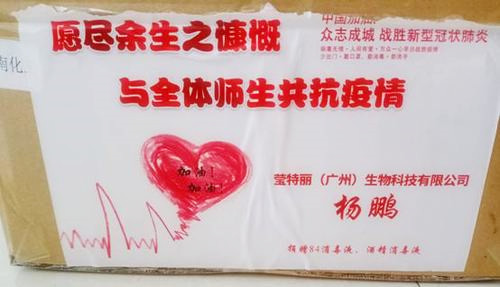 中国加油
众志成城 战胜新型冠状肺炎
愿尽余生之慷慨
与全体师生共抗疫情
南化
加油!
加油!
莹特丽(广州)生物科技有限公司
杨鹏
捐赠84消毒液、酒精消毒液